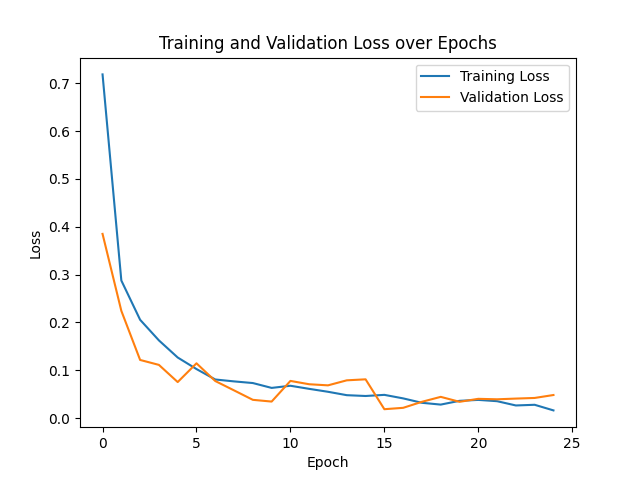 Training and Validation Loss over Epochs
Training Loss
Validation Loss
Loss
0.7
0.6
0.5
0.4
0.3
0.2
0.1
0.0
0 5 10 15 20 25
Epoch